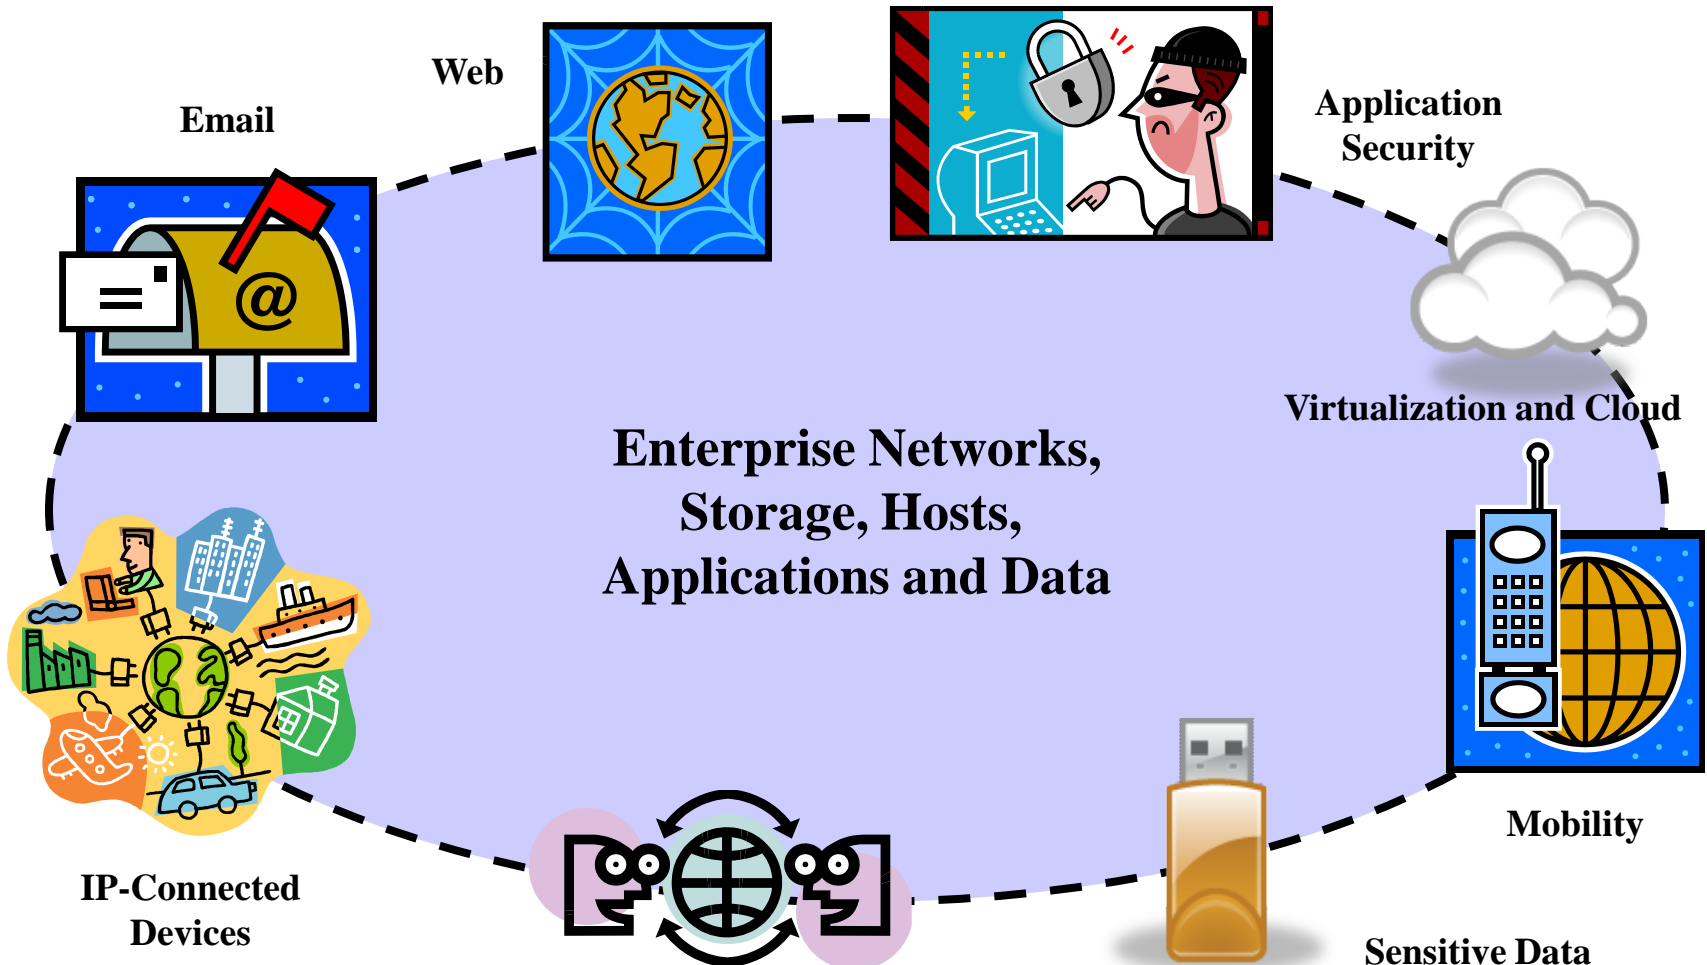 Web
Email
Application
Security
@
Virtualization and Cloud
Enterprise Networks,
Storage, Hosts,
Applications and Data
Mobility
IP-Connected
Devices
Sensitive Data